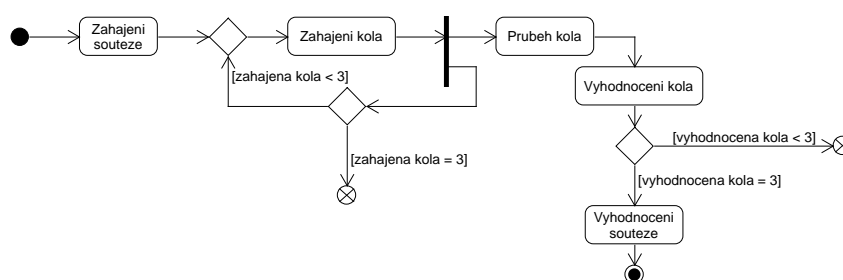 Zahajeni
souteze
Zahajeni kola
Prubeh kola
[zahajena kola < 3]
Vyhodnoceni kola
[vyhodnocena kola < 3]
[zahajena kola = 3]
[vyhodnocena kola = 3]
Vyhodnoceni
souteze